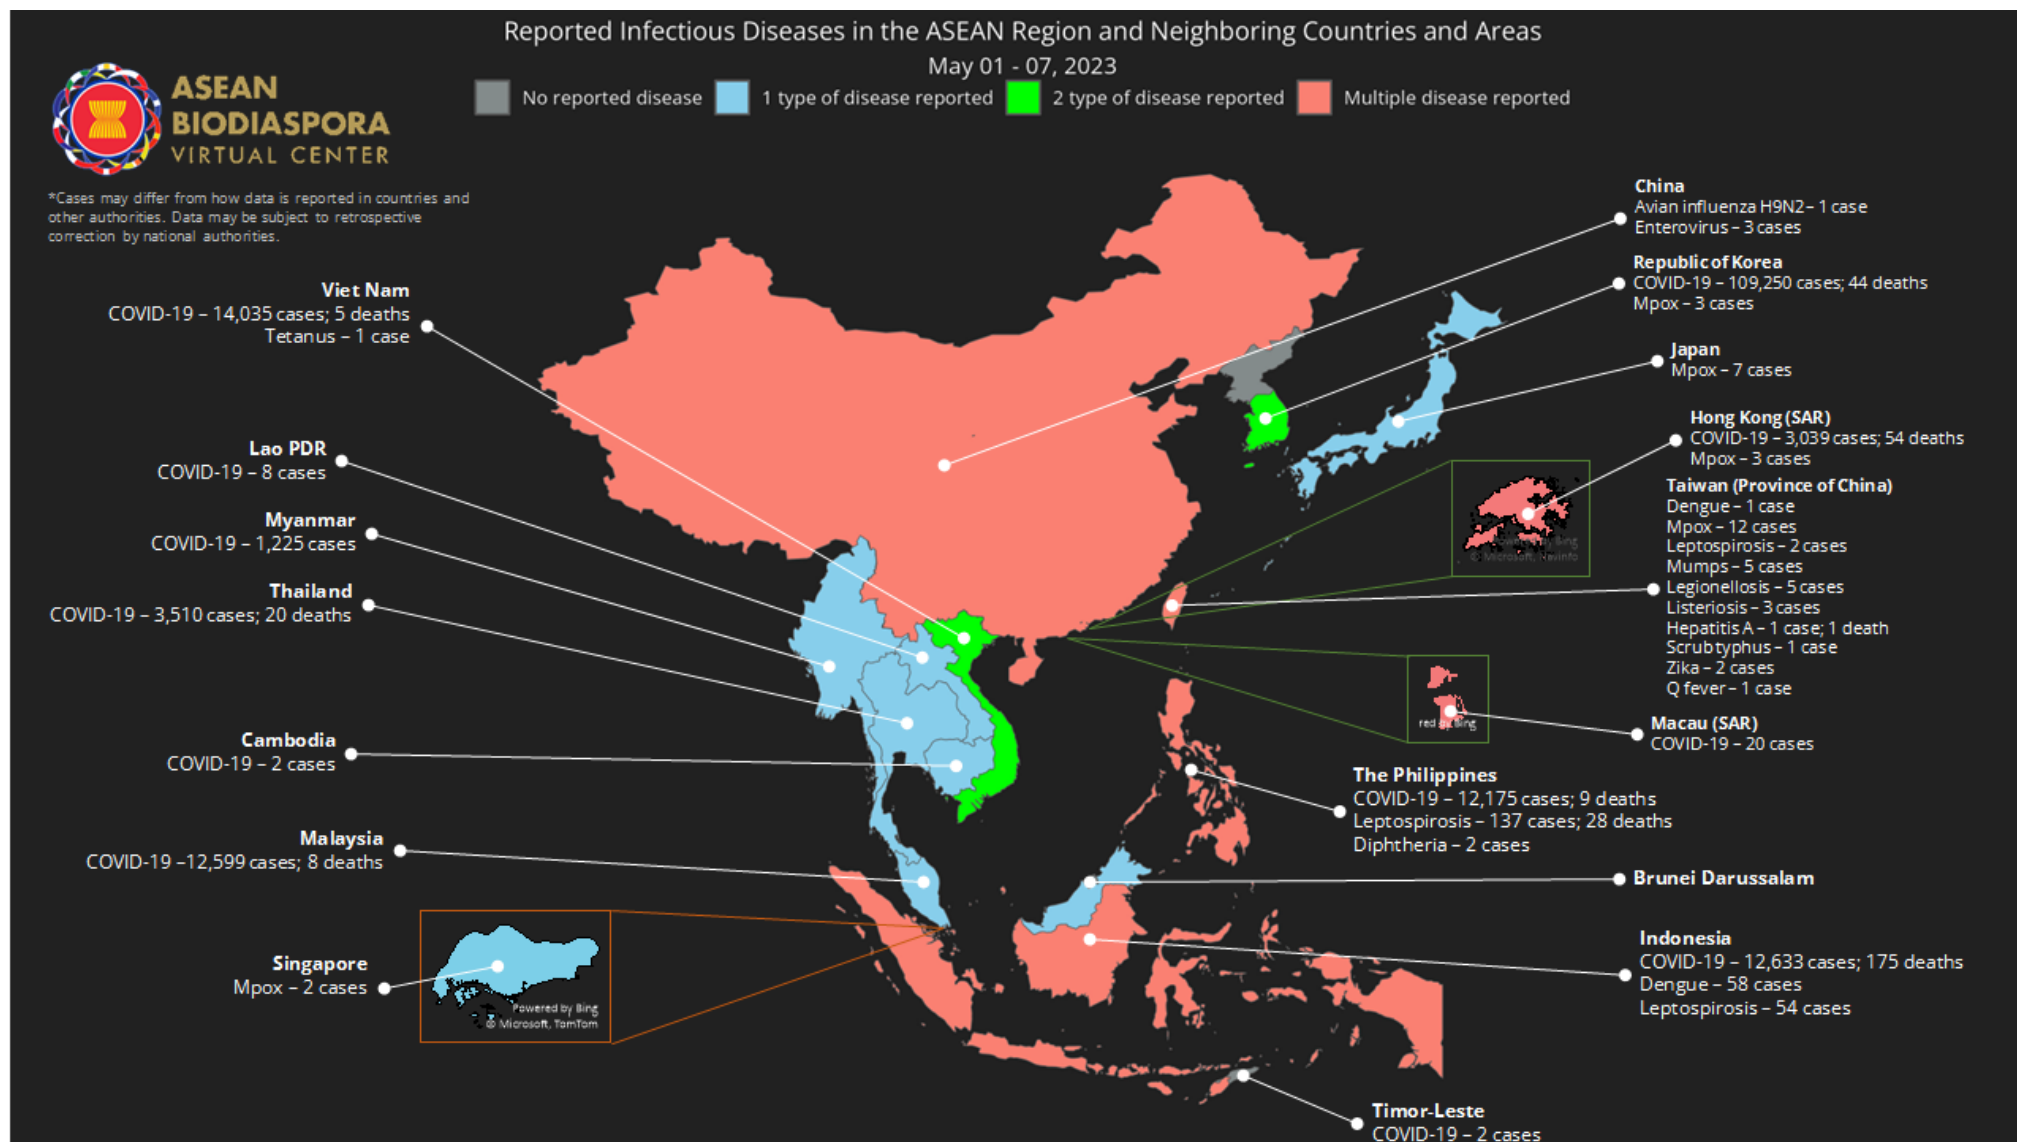 Reported Infectious Diseases in the ASEAN Region and Neighboring Countries and Areas
May 01 - 07, 2023
No reported disease
1 type of disease reported
2 type of disease reported
Multiple disease reported
ASEAN
BIODIASPORA
VIRTUAL CENTER
*Cases may differ from how data is reported in countries and
other authorities. Data may be subject to retrospective
correction by national authorities.
Viet Nam
COVID-19 – 14,035 cases; 5 deaths
Tetanus – 1 case
Lao PDR
COVID-19 – 8 cases
Myanmar
COVID-19 – 1,225 cases
Thailand
COVID-19 – 3,510 cases; 20 deaths
Cambodia
COVID-19 – 2 cases
Malaysia
COVID-19 –12,599 cases; 8 deaths
Singapore
Mpox – 2 cases
Powered by Bing
© Microsoft, TomTom
China
Avian influenza H9N2 – 1 case
Enterovirus – 3 cases
Republic of Korea
COVID-19 – 109,250 cases; 44 deaths
Mpox – 3 cases
Japan
Mpox – 7 cases
Hong Kong (SAR)
COVID-19 – 3,039 cases; 54 deaths
Mpox – 3 cases
Powered by Bing
© Microsoft, Navinfo
Taiwan (Province of China)
Dengue – 1 case
Mpox – 12 cases
Leptospirosis – 2 cases
Mumps – 5 cases
Legionellosis – 5 cases
Listeriosis – 3 cases
Hepatitis A – 1 case; 1 death
Scrub typhus – 1 case
Zika – 2 cases
Q fever – 1 case
Macau (SAR)
COVID-19 – 20 cases
red by Bing
The Philippines
COVID-19 – 12,175 cases; 9 deaths
Leptospirosis – 137 cases; 28 deaths
Diphtheria – 2 cases
Brunei Darussalam
Indonesia
COVID-19 – 12,633 cases; 175 deaths
Dengue – 58 cases
Leptospirosis – 54 cases
Timor-Leste
COVID-19 – 2 cases